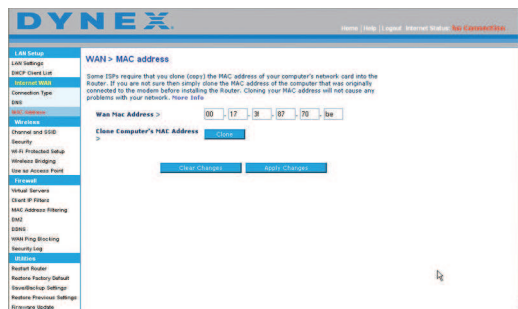 DYNEX
Home | Help | Logout Internet Status: No Connection
LAN Setup
LAN Settings
DHCP Client List
Internet WAN
Connection Type
DNS
MAC Address
Wireless
Channel and SSID
Security
Wi-Fi Protected Setup
Wireless Bridging
Use as Access Point
Firewall
Virtual Servers
Client IP Filters
MAC Address Filtering
DMZ
DDNS
WAN Ping Blocking
Security Log
Utilities
Restart Router
Restore Factory Default
Save/Backup Settings
Restore Previous Settings
Firmware Update
WAN > MAC address
Some ISPs require that you clone (copy) the MAC address of your computer's network card into the
Router. If you are not sure then simply clone the MAC address of the computer that was originally
connected to the modem before installing the Router. Cloning your MAC address will not cause any
problems with your network. More Info
Wan Mac Address > 00 . 17 . 3f . 87 . 70 . be
Clone Computer's MAC Address > Clone
Clear Changes Apply Changes